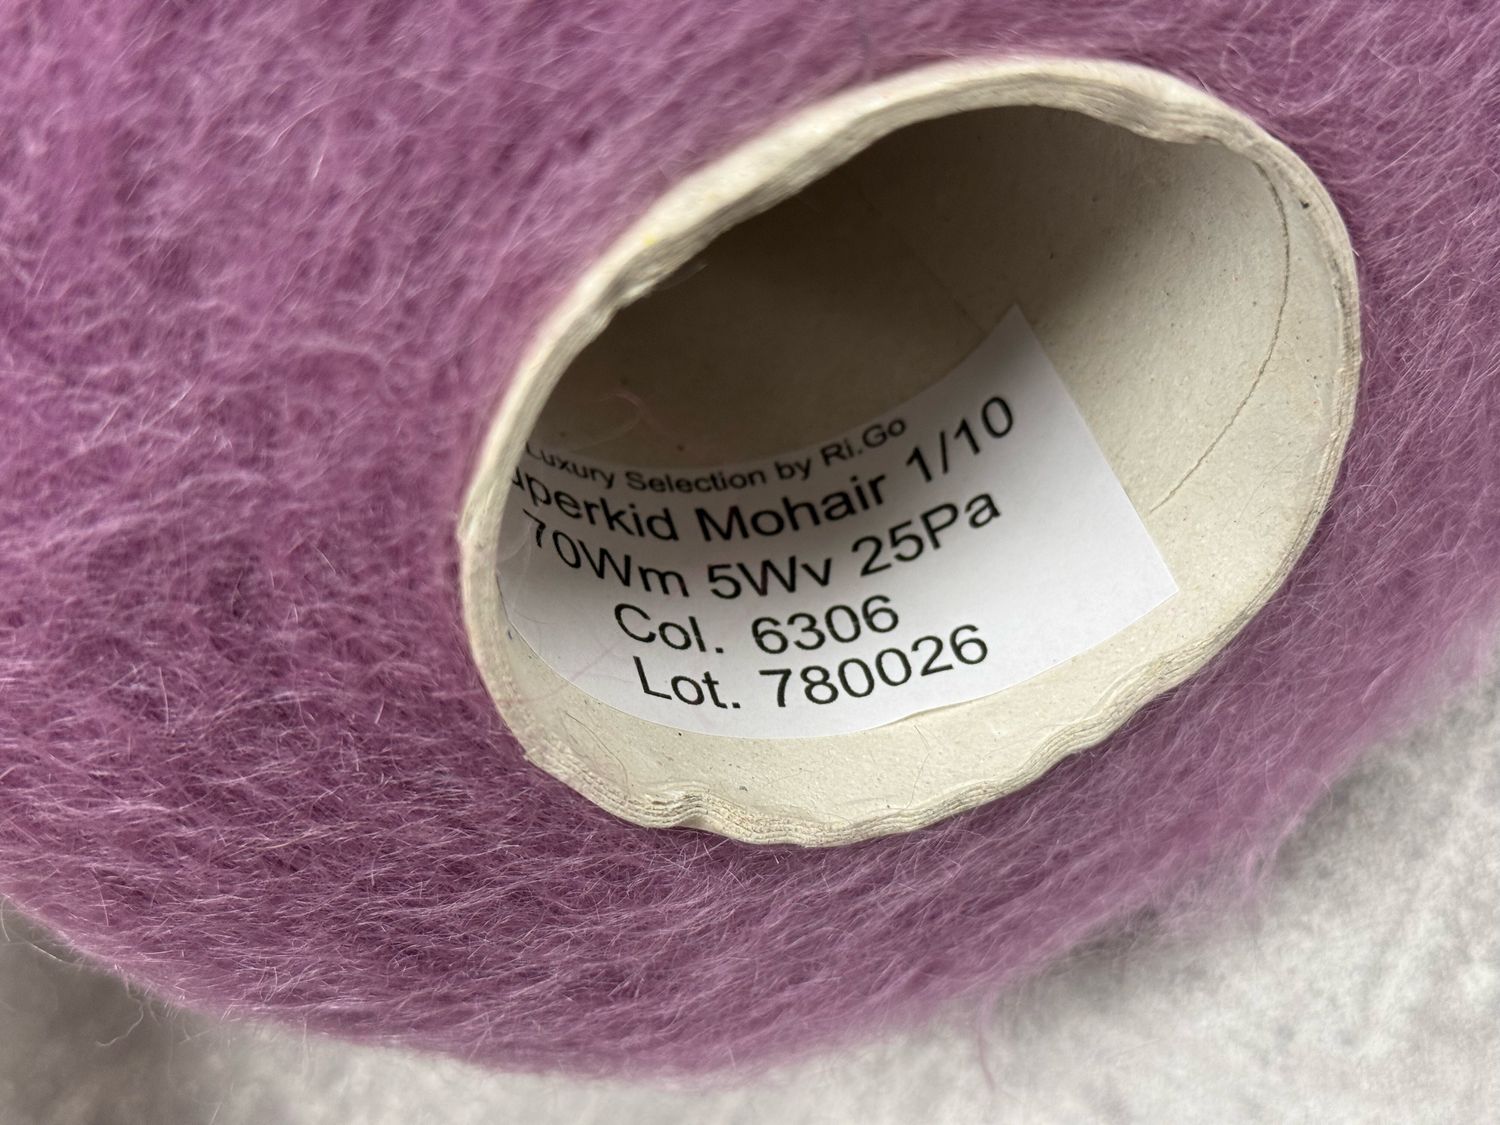 Luxury Selection by Ri.Go
uperkid Mohair 1/10
70Wm 5Wv 25Pa
Col. 6306
Lot. 780026